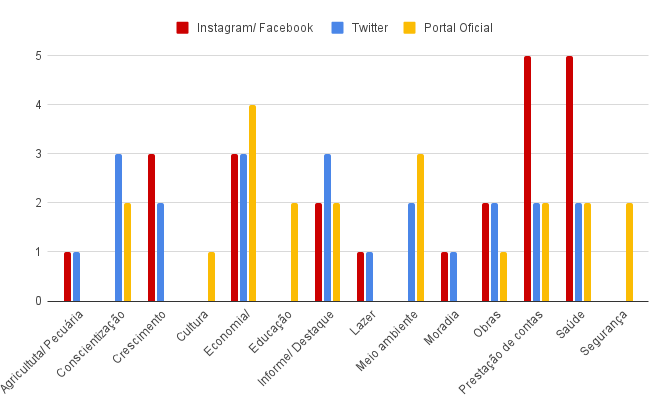 Instagram/ Facebook Twitter Portal Oficial
5
4
3
2
1
0
Agricultuta/ Pecuária
Conscientização
Crescimento
Cultura
Economia/
Educação
Informe/ Destaque
Lazer
Meio ambiente
Moradia
Obras
Prestação de contas
Saúde
Segurança